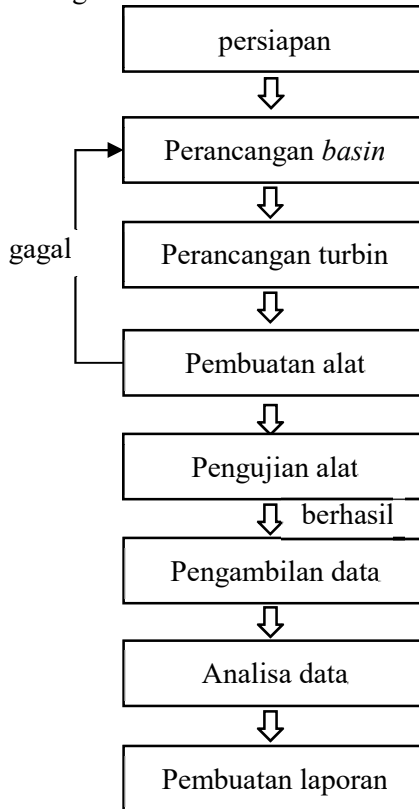 persiapan
Perancangan basin
gagal
Perancangan turbin
Pembuatan alat
Pengujian alat
berhasil
Pengambilan data
Analisa data
Pembuatan laporan